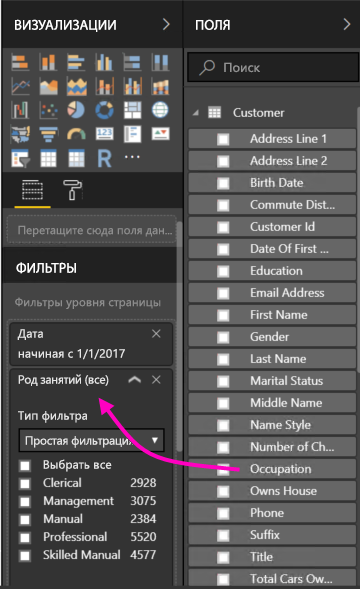 ВИЗУАЛИЗАЦИИ
Перетащите сюда поля дан...
ФИЛЬТРЫ
Фильтры уровня страницы
Дата
начиная с 1/1/2017
Род занятий (все)
Тип фильтра
Простая фильтраци
Выбрать все
Clerical 2928
Management 3075
Manual 2384
Professional 5520
Skilled Manual 4577
ПОЛЯ
Поиск
Customer
Address Line 1
Address Line 2
Birth Date
Commute Dist...
Customer Id
Date Of First ...
Education
Email Address
First Name
Gender
Last Name
Marital Status
Middle Name
Name Style
Number of Ch...
Occupation
Owns House
Phone
Suffix
Title
Total Cars Ow...